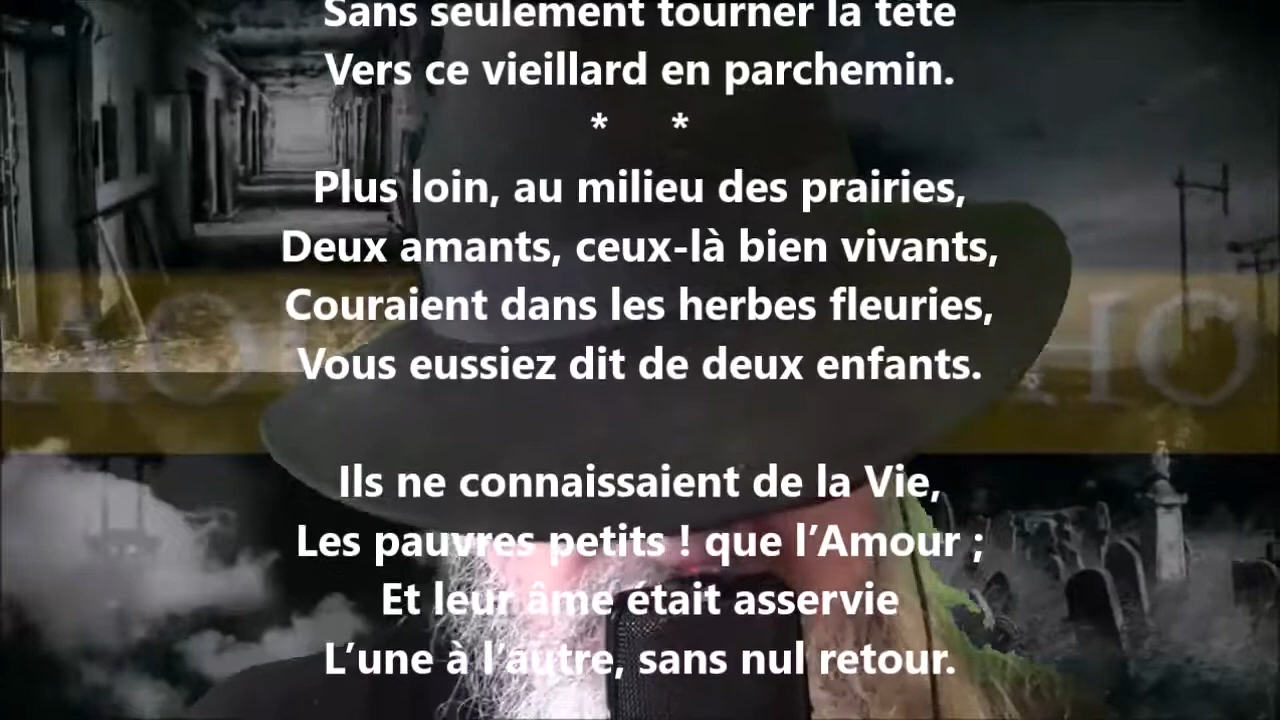 Sans seulement tourner la tête
Vers ce vieillard en parchemin.
* *
Plus loin, au milieu des prairies,
Deux amants, ceux-là bien vivants,
Couraient dans les herbes fleuries,
Vous eussiez dit de deux enfants.
Ils ne connaissaient de la Vie,
Les pauvres petits ! que l’Amour ;
Et leur âme était asservie
L’une à l’autre, sans nul retour.